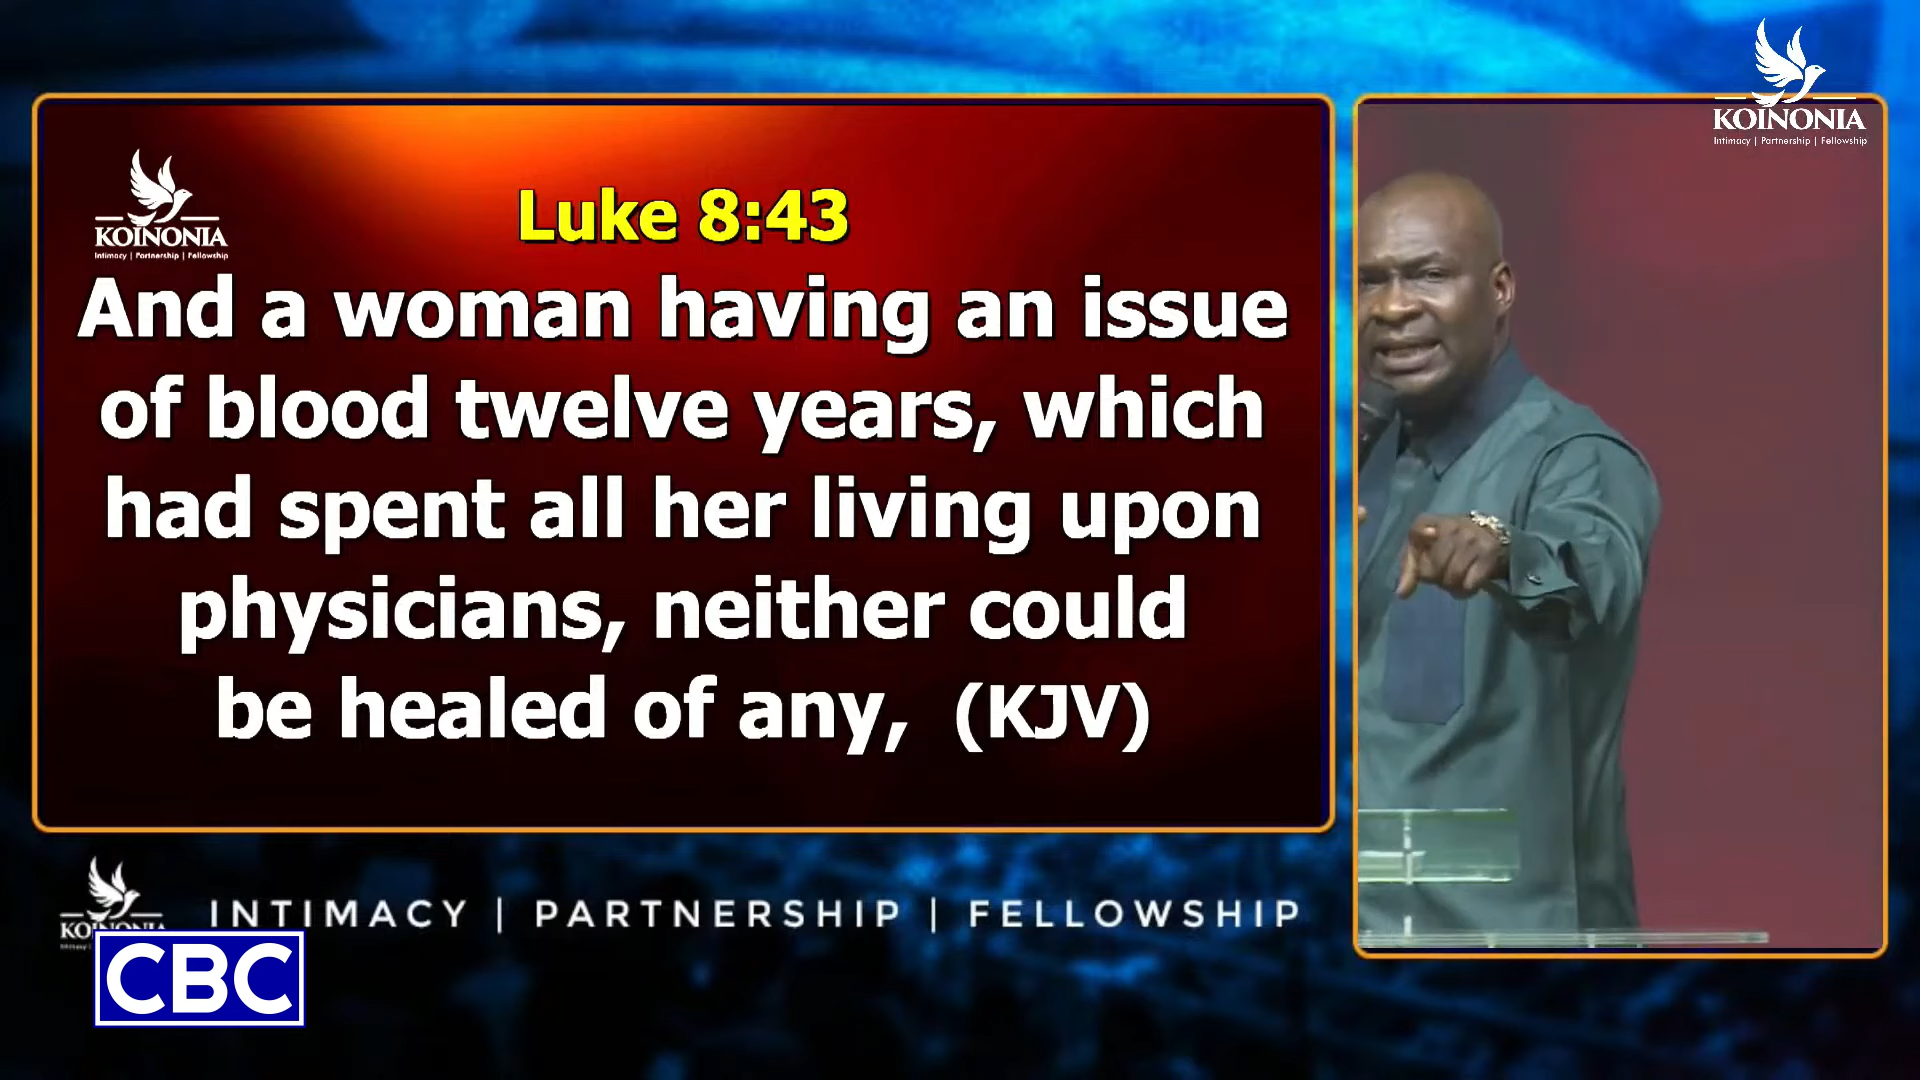 KOINONIA
Intimacy | Partnership | Fellowship
KOINONIA
Intimacy | Partnership | Fellowship
Luke 8:43
And a woman having an issue
of blood twelve years, which
had spent all her living upon
physicians, neither could
be healed of any, (KJV)
INTIMACY | PARTNERSHIP | FELLOWSHIP
KOINONIA
CBC